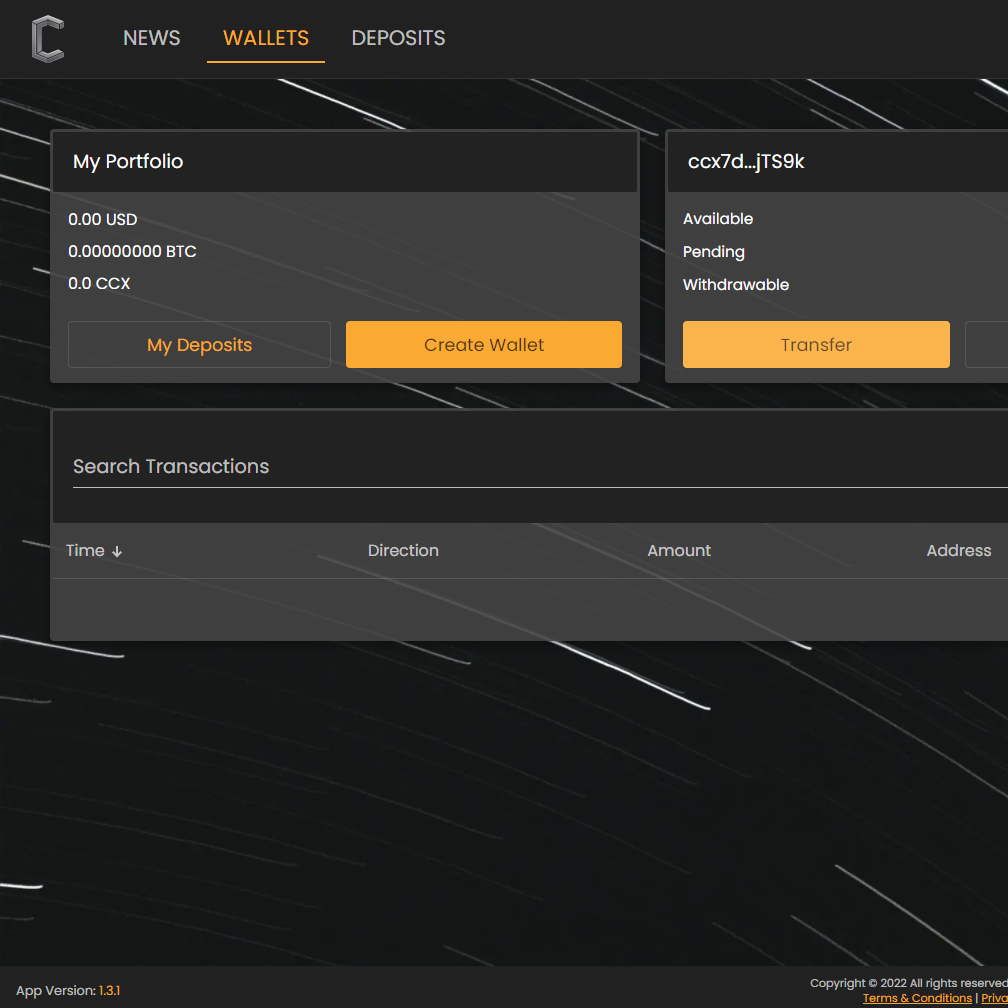 NEWS WALLETS DEPOSITS
My Portfolio
0.00 USD
0.00000000 BTC
0.0 CCX
My Deposits Create Wallet
ccx7d...jTS9k
Available
Pending
Withdrawable
Transfer
Search Transactions
Time ↓ Direction Amount Address
App Version: 1.3.1
Copyright © 2022 All rights reserved
Terms & Conditions |